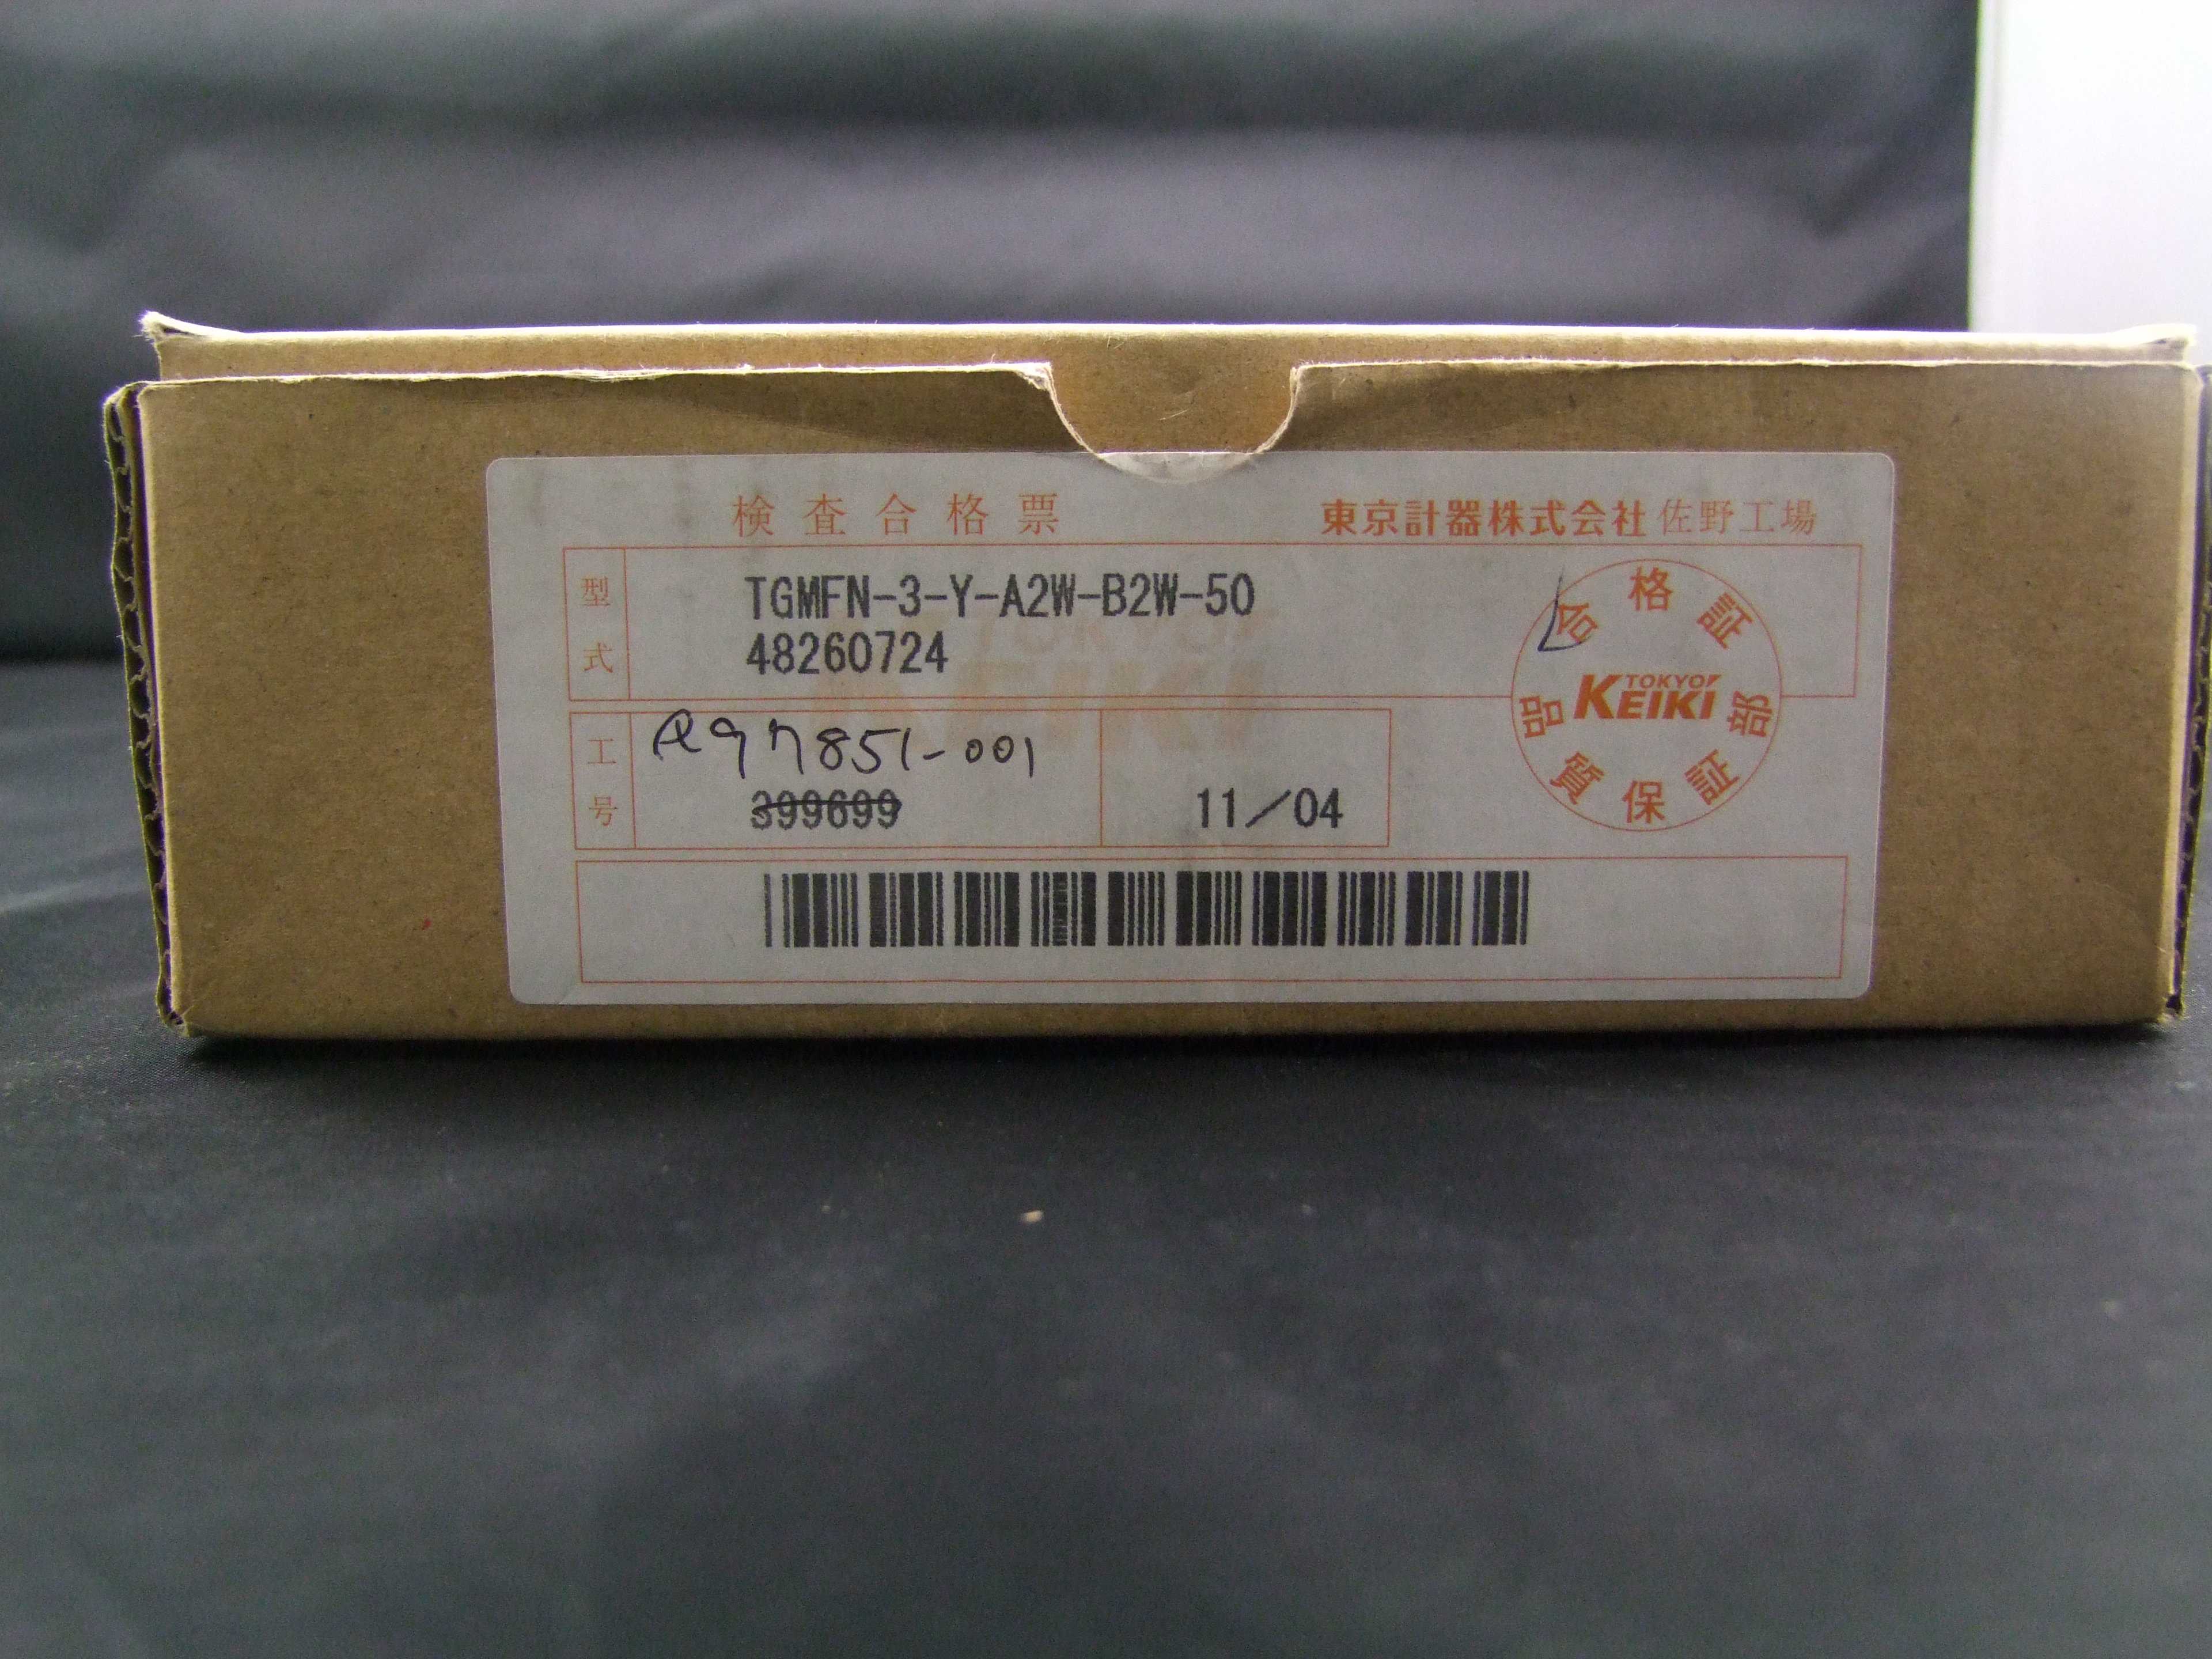 検査合格票
東京計器株式会社佐野工場
型式
TGMFN-3-Y-A2W-B2W-50
48260724
工号
97851-001
399699
11/04
合格証
TOKYO
KEIKI
品質保証部